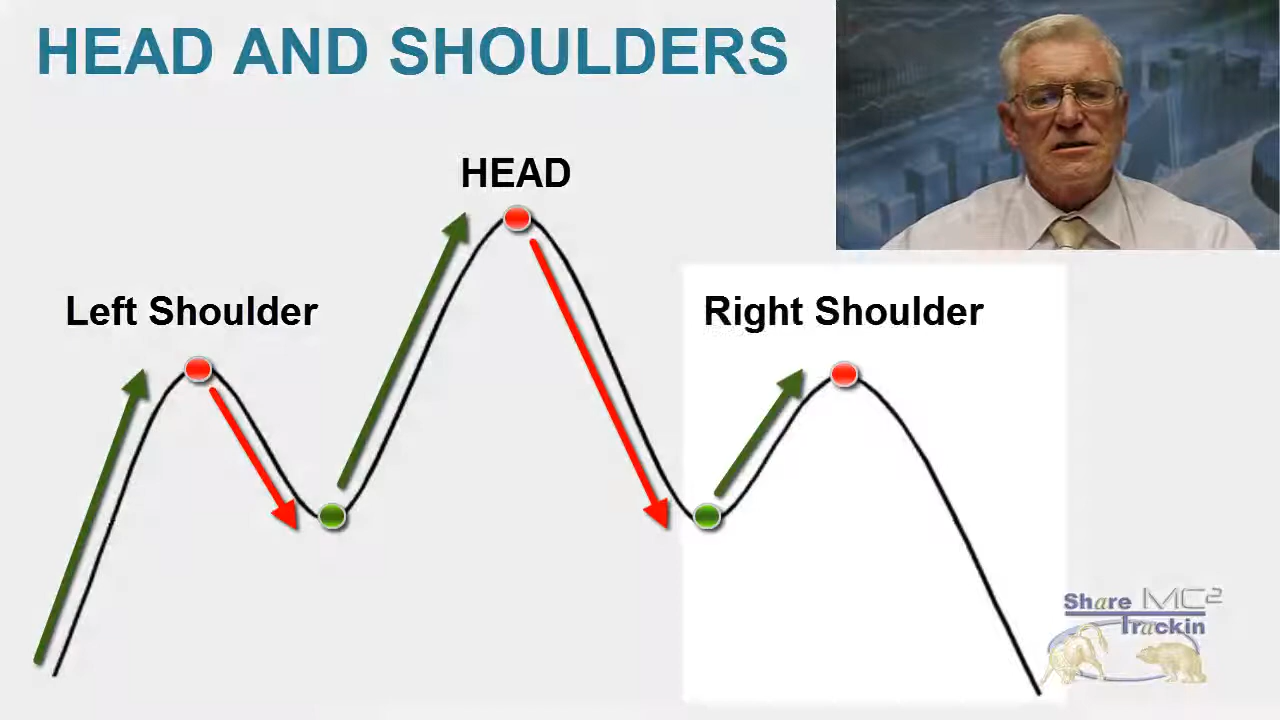 HEAD AND SHOULDERS
HEAD
Left Shoulder
Right Shoulder
Share MC²
Trackin